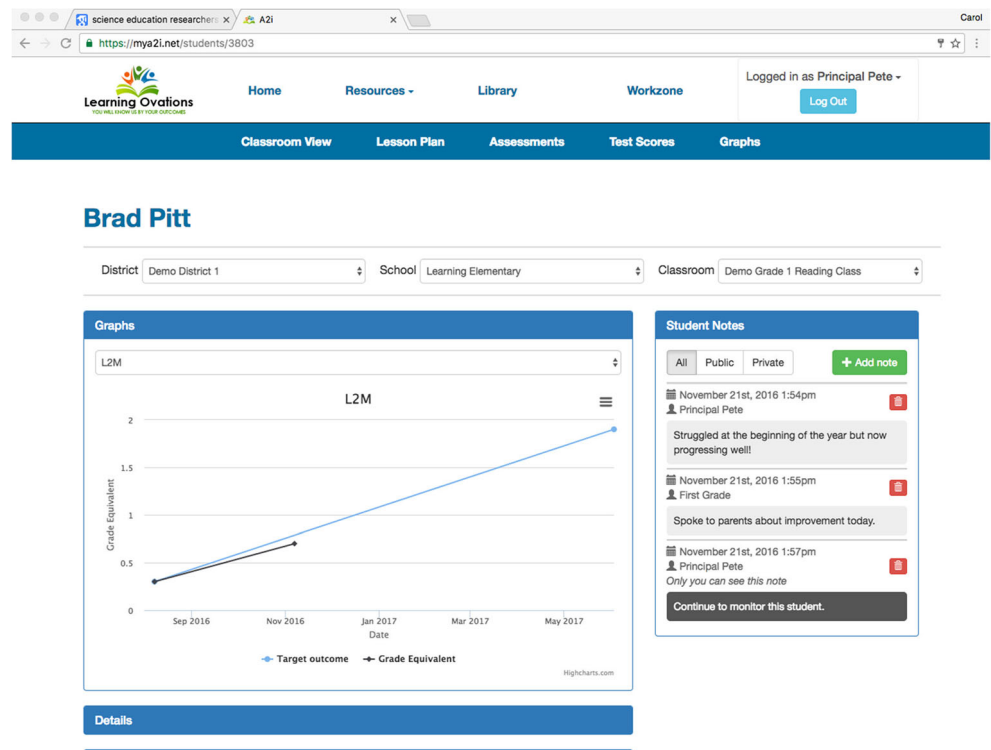 science education researchers
A2i
Carol
https://mya2i.net/students/3803
Learning Ovations
YOU WILL KNOW US BY YOUR OUTCOMES
Home
Resources
Library
Workzone
Logged in as Principal Pete
Log Out
Classroom View
Lesson Plan
Assessments
Test Scores
Graphs
Brad Pitt
District
Demo District 1
School
Learning Elementary
Classroom
Demo Grade 1 Reading Class
Graphs
L2M
L2M
2
1.5
1
0.5
0
Grade Equivalent
Sep 2016
Nov 2016
Jan 2017
Mar 2017
May 2017
Date
Target outcome
Grade Equivalent
Highcharts.com
Student Notes
All
Public
Private
+ Add note
November 21st, 2016 1:54pm
Principal Pete
Struggled at the beginning of the year but now
progressing well!
November 21st, 2016 1:55pm
First Grade
Spoke to parents about improvement today.
November 21st, 2016 1:57pm
Principal Pete
Only you can see this note
Continue to monitor this student.
Details